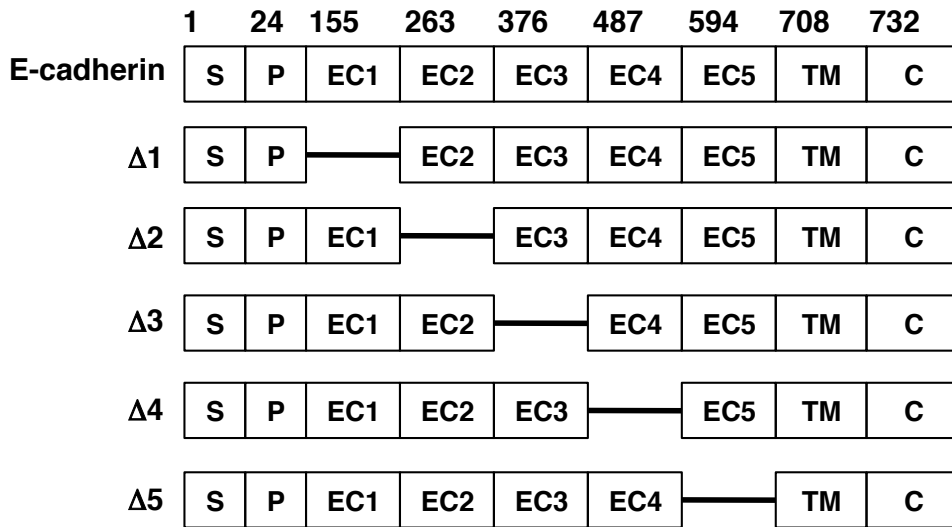 1 24 155 263 376 487 594 708 732
E-cadherin S P EC1 EC2 EC3 EC4 EC5 TM C
Δ1 S P EC2 EC3 EC4 EC5 TM C
Δ2 S P EC1 EC3 EC4 EC5 TM C
Δ3 S P EC1 EC2 EC4 EC5 TM C
Δ4 S P EC1 EC2 EC3 EC5 TM C
Δ5 S P EC1 EC2 EC3 EC4 TM C